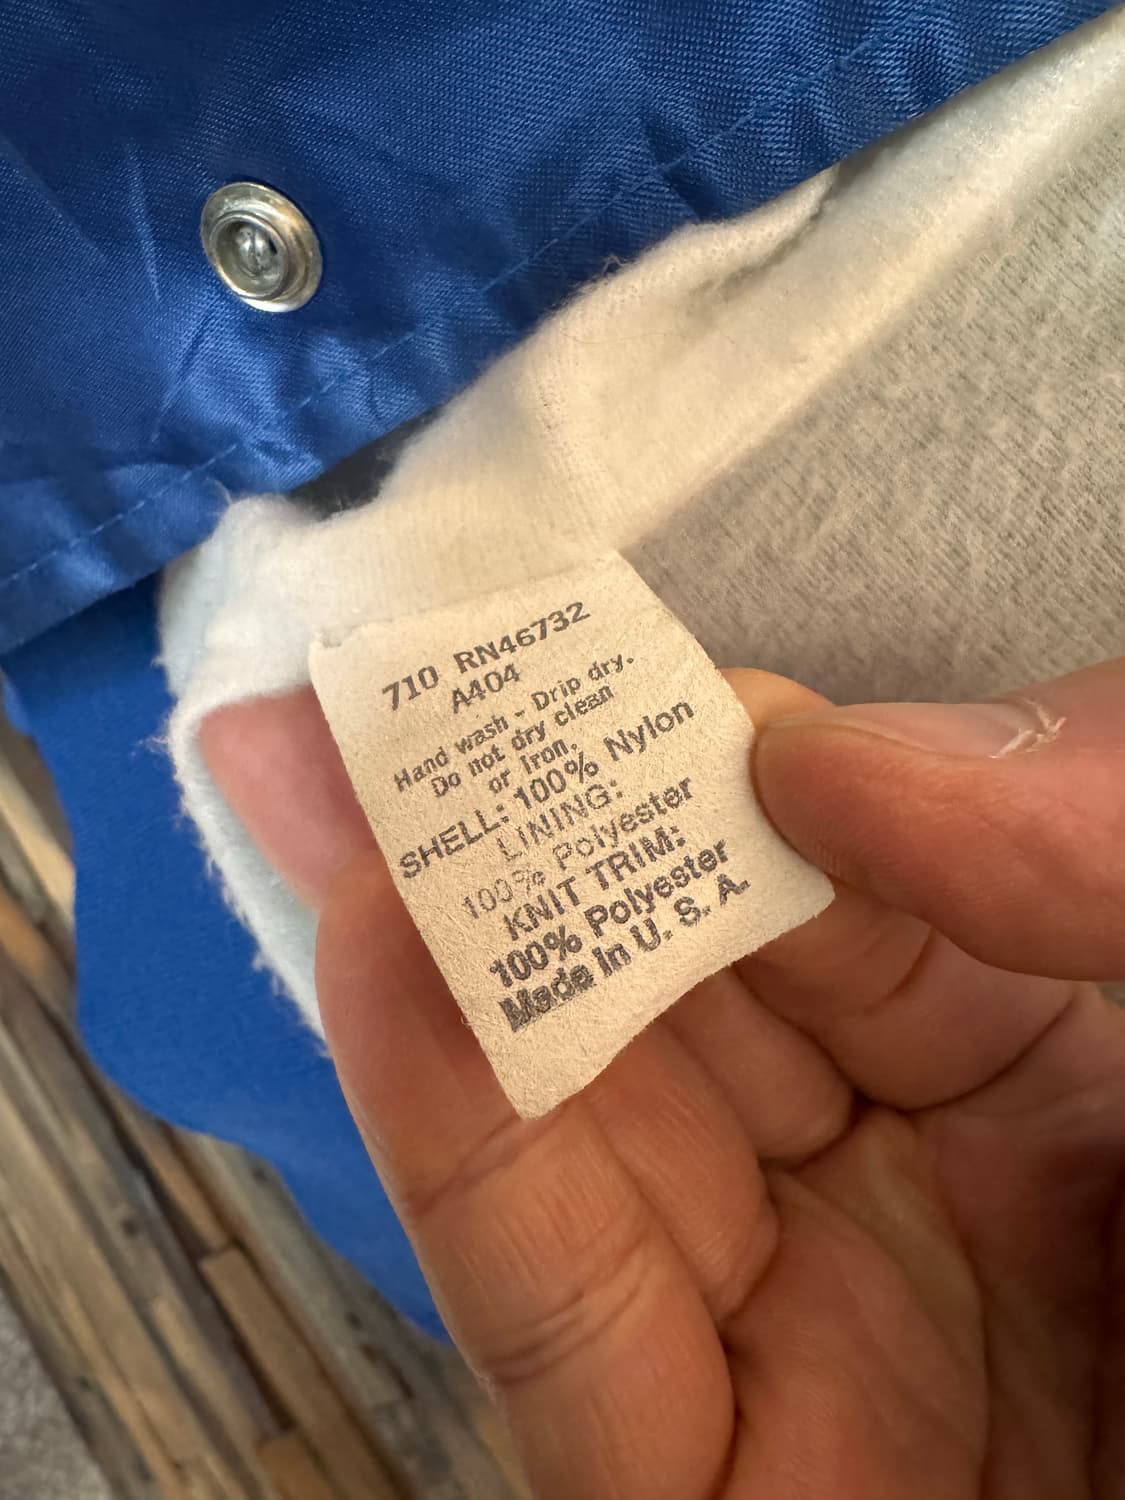 710 RN46732
A404
Hand wash - Drip dry.
Do not dry clean
or Iron.
SHELL: 100% Nylon
LINING:
100% Polyester
KNIT TRIM:
100% Polyester
Made In U. S. A.